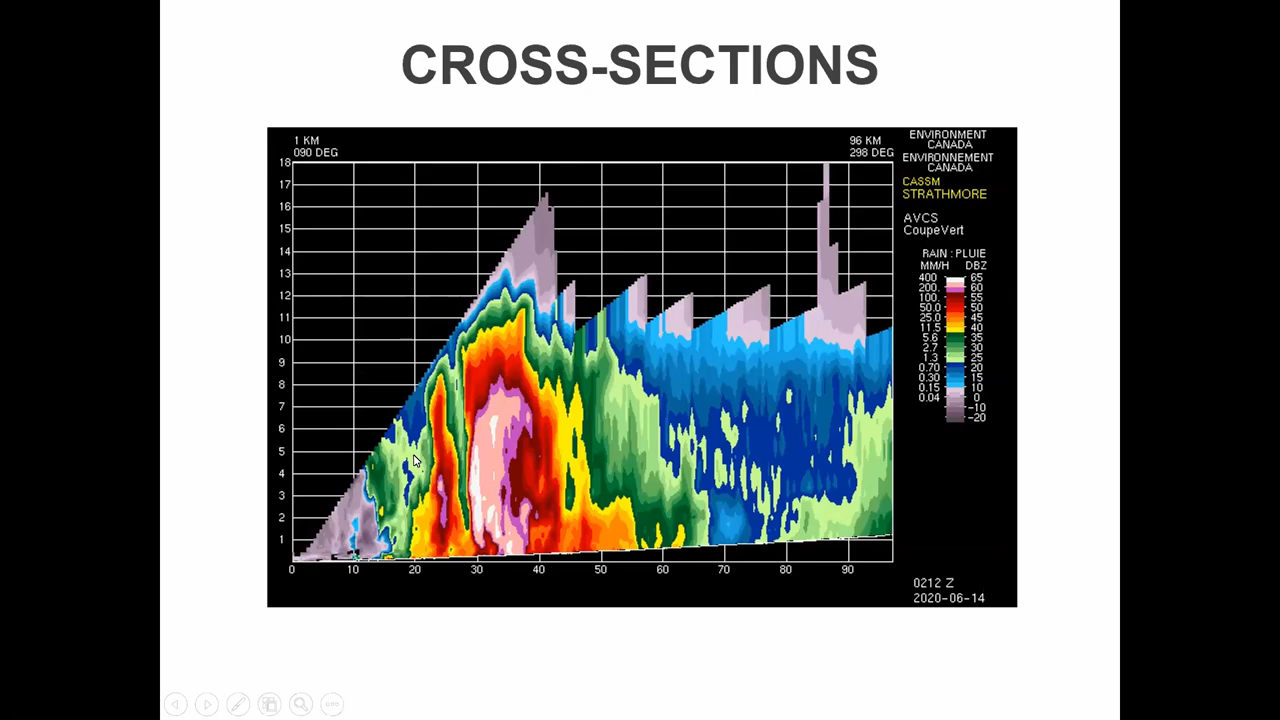 CROSS-SECTIONS
1 KM
090 DEG
96 KM
298 DEG
ENVIRONMENT
CANADA
ENVIRONNEMENT
CANADA
CASSM
STRATHMORE
AVCS
CoupeVert
RAIN : PLUIE
MM/H DBZ
400 65
200. 60
100. 55
50.0 50
25.0 45
11.5 40
5.6 35
2.7 30
1.3 25
0.70 20
0.30 15
0.15 10
0.04 0
-10
-20
18
17
16
15
14
13
12
11
10
9
8
7
6
5
4
3
2
1
0 10 20 30 40 50 60 70 80 90
0212 Z
2020-06-14